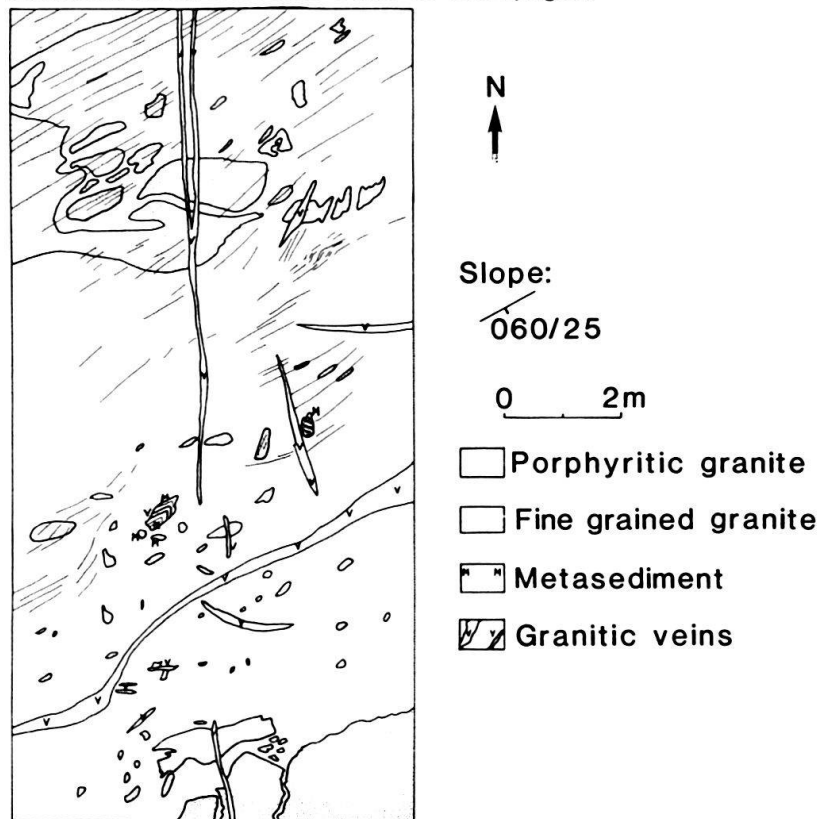 N
Slope:
060/25
0 2m
Porphyritic granite
Fine grained granite
M M Metasediment
V V Granitic veins